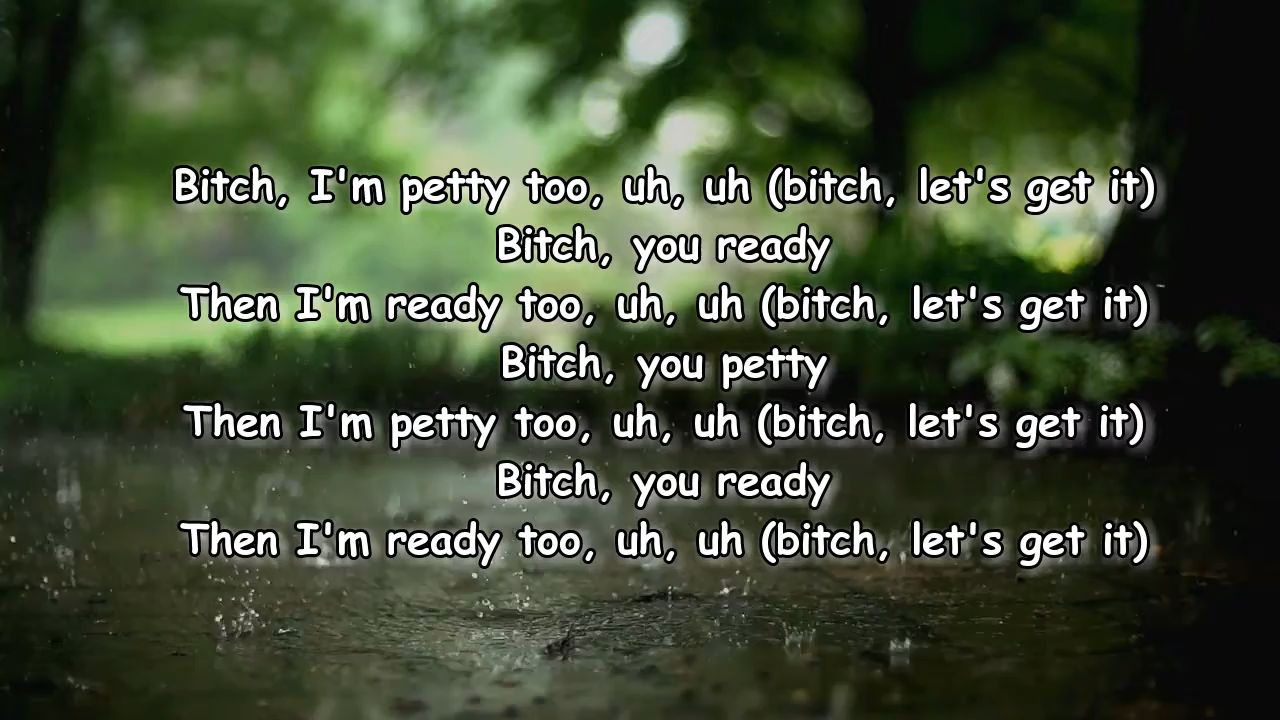 Bitch, I'm petty too, uh, uh (bitch, let's get it)
Bitch, you ready
Then I'm ready too, uh, uh (bitch, let's get it)
Bitch, you petty
Then I'm petty too, uh, uh (bitch, let's get it)
Bitch, you ready
Then I'm ready too, uh, uh (bitch, let's get it)